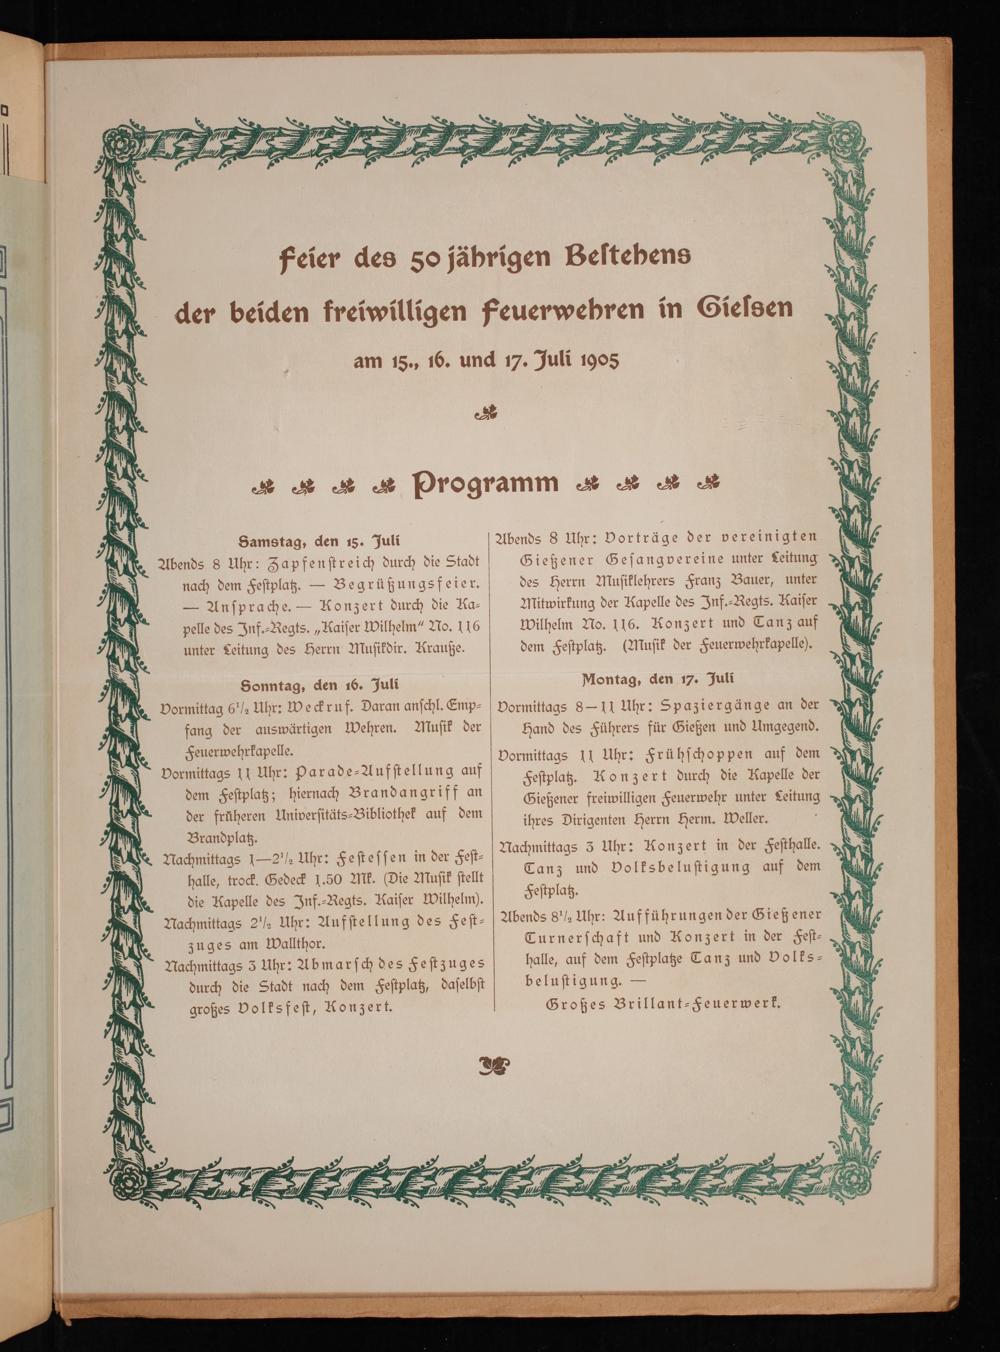 Feier des 50 jährigen Bestehens
der beiden freiwilligen Feuerwehren in Giessen
am 15., 16. und 17. Juli 1905
Programm
Samstag, den 15. Juli
Abends 8 Uhr: Zapfenstreich durch die Stadt
nach dem Festplatz. — Begrüßungsfeier.
— Ansprache. — Konzert durch die Ka-
pelle des Inf.-Regts. „Kaiser Wilhelm“ No. 116
unter Leitung des Herrn Musikdir. Krauße.
Sonntag, den 16. Juli
Vormittag 6 1/2 Uhr: Weckruf. Daran anschl. Emp-
fang der auswärtigen Wehren. Musik der
Feuerwehrkapelle.
Vormittags 11 Uhr: Parade-Aufstellung auf
dem Festplatz; hiernach Brandangriff an
der früheren Universitäts-Bibliothek auf dem
Brandplatz.
Nachmittags 1—2 1/2 Uhr: Festessen in der Fest-
halle, trock. Gedeck 1.50 Mk. (Die Musik stellt
die Kapelle des Inf.-Regts. Kaiser Wilhelm).
Nachmittags 2 1/2 Uhr: Aufstellung des Fest-
zuges am Wallthor.
Nachmittags 3 Uhr: Abmarsch des Festzuges
durch die Stadt nach dem Festplatz, daselbst
großes Volksfest, Konzert.
Abends 8 Uhr: Vorträge der vereinigten
Gießener Gesangvereine unter Leitung
des Herrn Musiklehrers Franz Bauer, unter
Mitwirkung der Kapelle des Inf.-Regts. Kaiser
Wilhelm No. 116. Konzert und Tanz auf
dem Festplatz. (Musik der Feuerwehrkapelle).
Montag, den 17. Juli
Vormittags 8—11 Uhr: Spaziergänge an der
Hand des Führers für Gießen und Umgegend.
Vormittags 11 Uhr: Frühschoppen auf dem
Festplatz. Konzert durch die Kapelle der
Gießener freiwilligen Feuerwehr unter Leitung
ihres Dirigenten Herrn Herm. Weller.
Nachmittags 3 Uhr: Konzert in der Festhalle.
Tanz und Volksbelustigung auf dem
Festplatz.
Abends 8 1/2 Uhr: Aufführungen der Gießener
Turnerschaft und Konzert in der Fest-
halle, auf dem Festplatze Tanz und Volks-
belustigung. —
Großes Brillant-Feuerwerk.